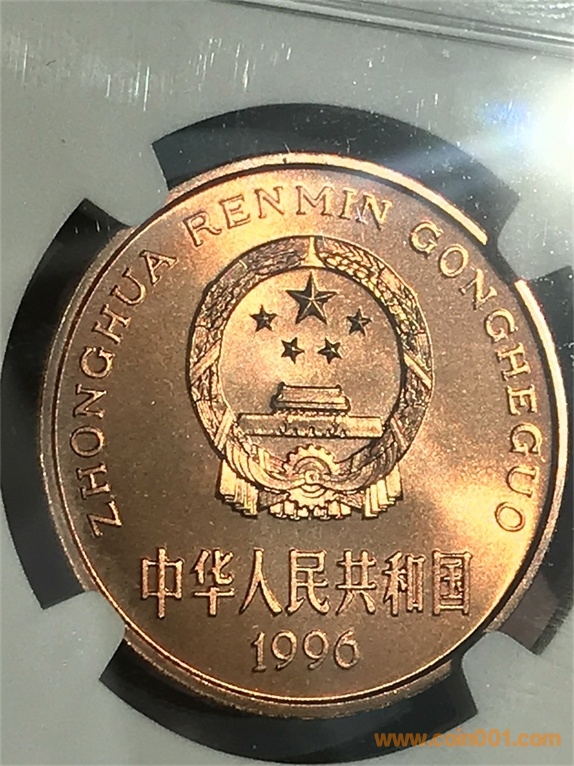 ZHONGHUA RENMIN GONGHEGUO
中华人民共和国
1996
www.coin001.com